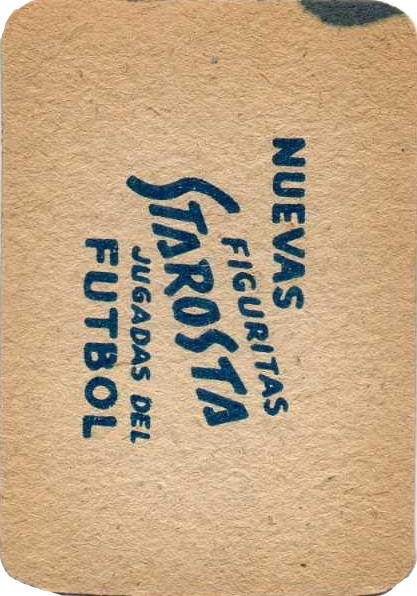 NUEVAS
FIGURITAS
STAROSTA
JUGADAS DEL
FUTBOL